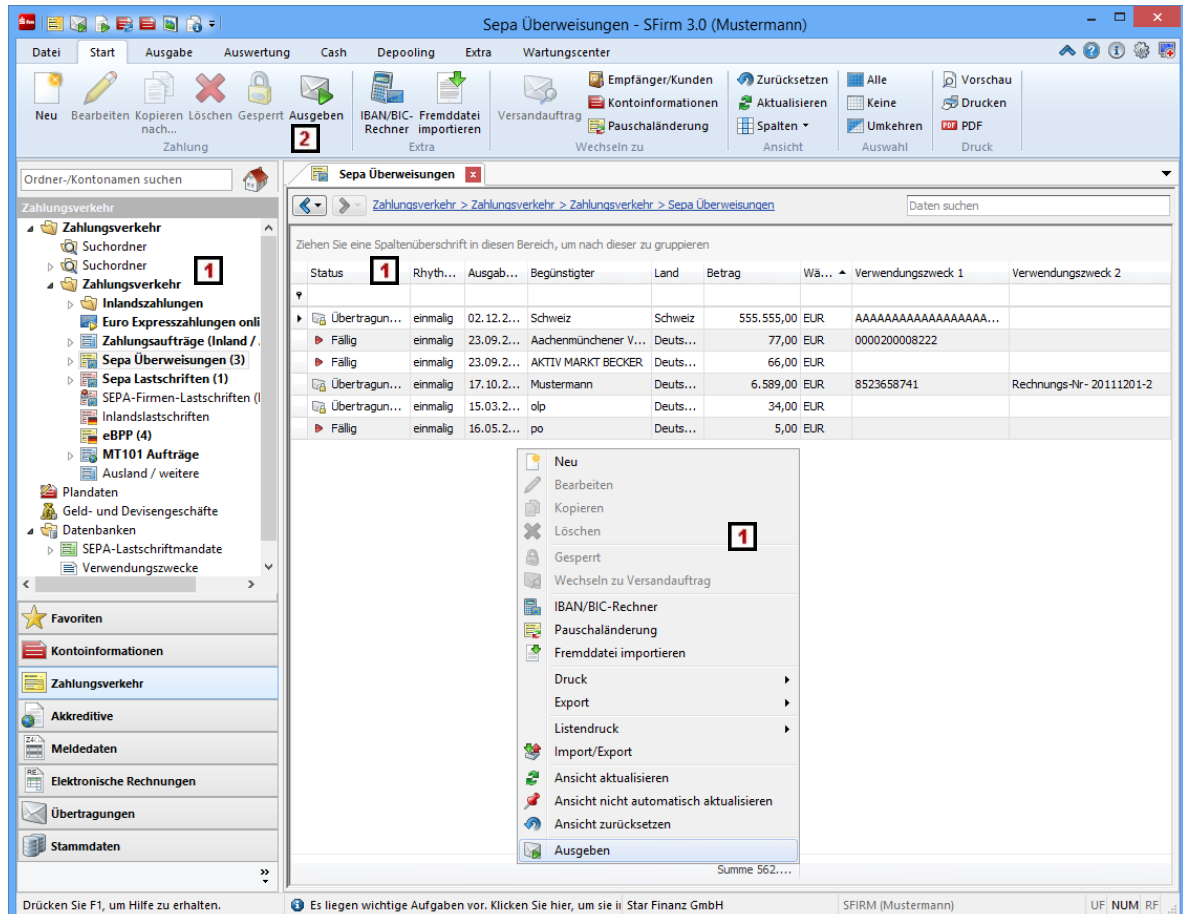 Sepa Überweisungen - SFirm 3.0 (Mustermann)
Datei Start Ausgabe Auswertung Cash Depooling Extra Wartungscenter
Neu Bearbeiten Kopieren nach... Löschen Gesperrt Ausgeben
2
Zahlung
IBAN/BIC-Rechner Fremddatei importieren
Extra
Versandauftrag
Empfänger/Kunden
Kontoinformationen
Pauschaländerung
Wechseln zu
Zurücksetzen
Aktualisieren
Spalten
Ansicht
Alle
Keine
Umkehren
Auswahl
Vorschau
Drucken
PDF PDF
Druck
Ordner-/Kontonamen suchen
Zahlungsverkehr
Zahlungsverkehr
Suchordner
Suchordner
1
Zahlungsverkehr
Inlandszahlungen
Euro Expresszahlungen onli
Zahlungsaufträge (Inland / .
Sepa Überweisungen (3)
Sepa Lastschriften (1)
SEPA-Firmen-Lastschriften (I
Inlandslastschriften
eBPP (4)
MT101 Aufträge
Ausland / weitere
Plandaten
Geld- und Devisengeschäfte
Datenbanken
SEPA-Lastschriftmandate
Verwendungszwecke
Favoriten
Kontoinformationen
Zahlungsverkehr
Akkreditive
Meldedaten
Elektronische Rechnungen
Übertragungen
Stammdaten
Sepa Überweisungen
Zahlungsverkehr > Zahlungsverkehr > Zahlungsverkehr > Sepa Überweisungen
Daten suchen
Ziehen Sie eine Spaltenüberschrift in diesen Bereich, um nach dieser zu gruppieren
Status 1 Rhyth... Ausgab... Begünstigter Land Betrag Wä... Verwendungszweck 1 Verwendungszweck 2
Übertragun... einmalig 02.12.2... Schweiz Schweiz 555.555,00 EUR AAAAAAAAAAAAAAAAAA...
Fällig einmalig 23.09.2... Aachenmünchener V... Deuts... 77,00 EUR 0000200008222
Fällig einmalig 23.09.2... AKTIV MARKT BECKER Deuts... 66,00 EUR
Übertragun... einmalig 17.10.2... Mustermann Deuts... 6.589,00 EUR 8523658741 Rechnungs-Nr- 20111201-2
Übertragun... einmalig 15.03.2... olp Deuts... 34,00 EUR
Fällig einmalig 16.05.2... po Deuts... 5,00 EUR
Neu
Bearbeiten
Kopieren
Löschen
1
Gesperrt
Wechseln zu Versandauftrag
IBAN/BIC-Rechner
Pauschaländerung
Fremddatei importieren
Druck
Export
Listendruck
Import/Export
Ansicht aktualisieren
Ansicht nicht automatisch aktualisieren
Ansicht zurücksetzen
Ausgeben
Summe 562....
Drücken Sie F1, um Hilfe zu erhalten. Es liegen wichtige Aufgaben vor. Klicken Sie hier, um sie ir Star Finanz GmbH SFIRM (Mustermann) UF NUM RF